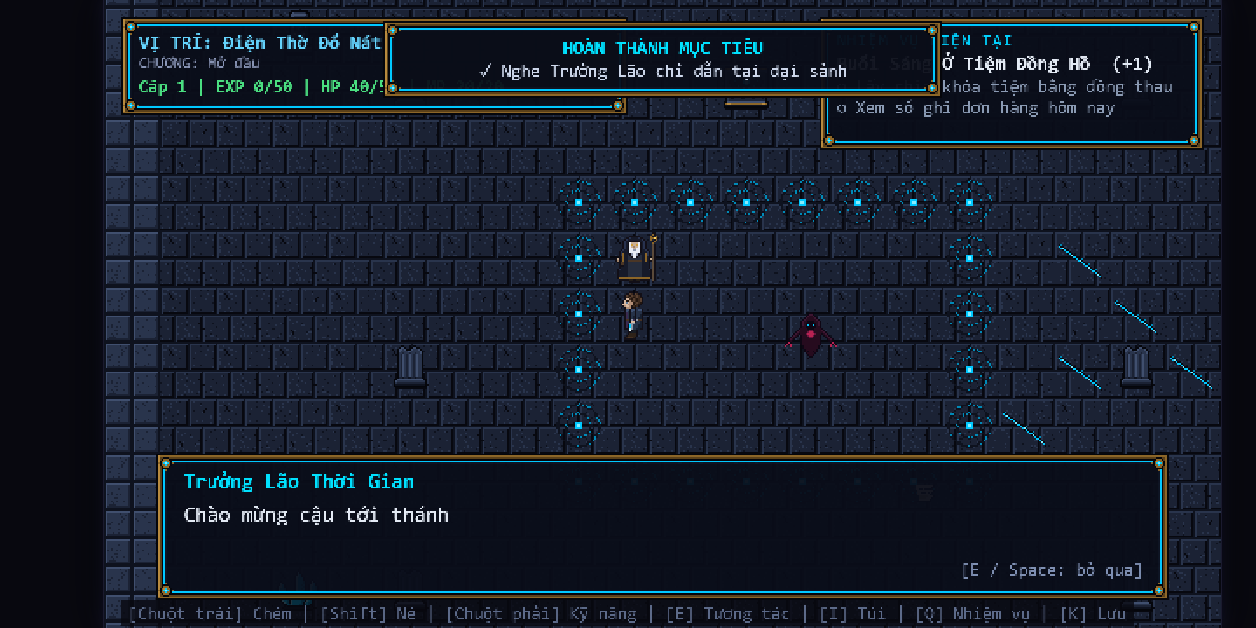 VỊ TRÍ: Điện Thờ Đổ Nát
CHƯƠNG: Mở đầu
Cấp 1 | EXP 0/50 | HP 40/
HOÀN THÀNH MỤC TIÊU
✓ Nghe Trưởng Lão chỉ dẫn tại đại sảnh
IỆN TẠI
Ở Tiệm Đồng Hồ (+1)
khóa tiệm bằng đồng thau
o Xem sổ ghi đơn hàng hôm nay
Trưởng Lão Thời Gian
Chào mừng cậu tới thánh
[E / Space: bỏ qua]
[Chuột trái] Chém | [Shift] Né | [Chuột phải] Kỹ năng | [E] Tương tác | [I] Túi | [Q] Nhiệm vụ | [K] Lưu